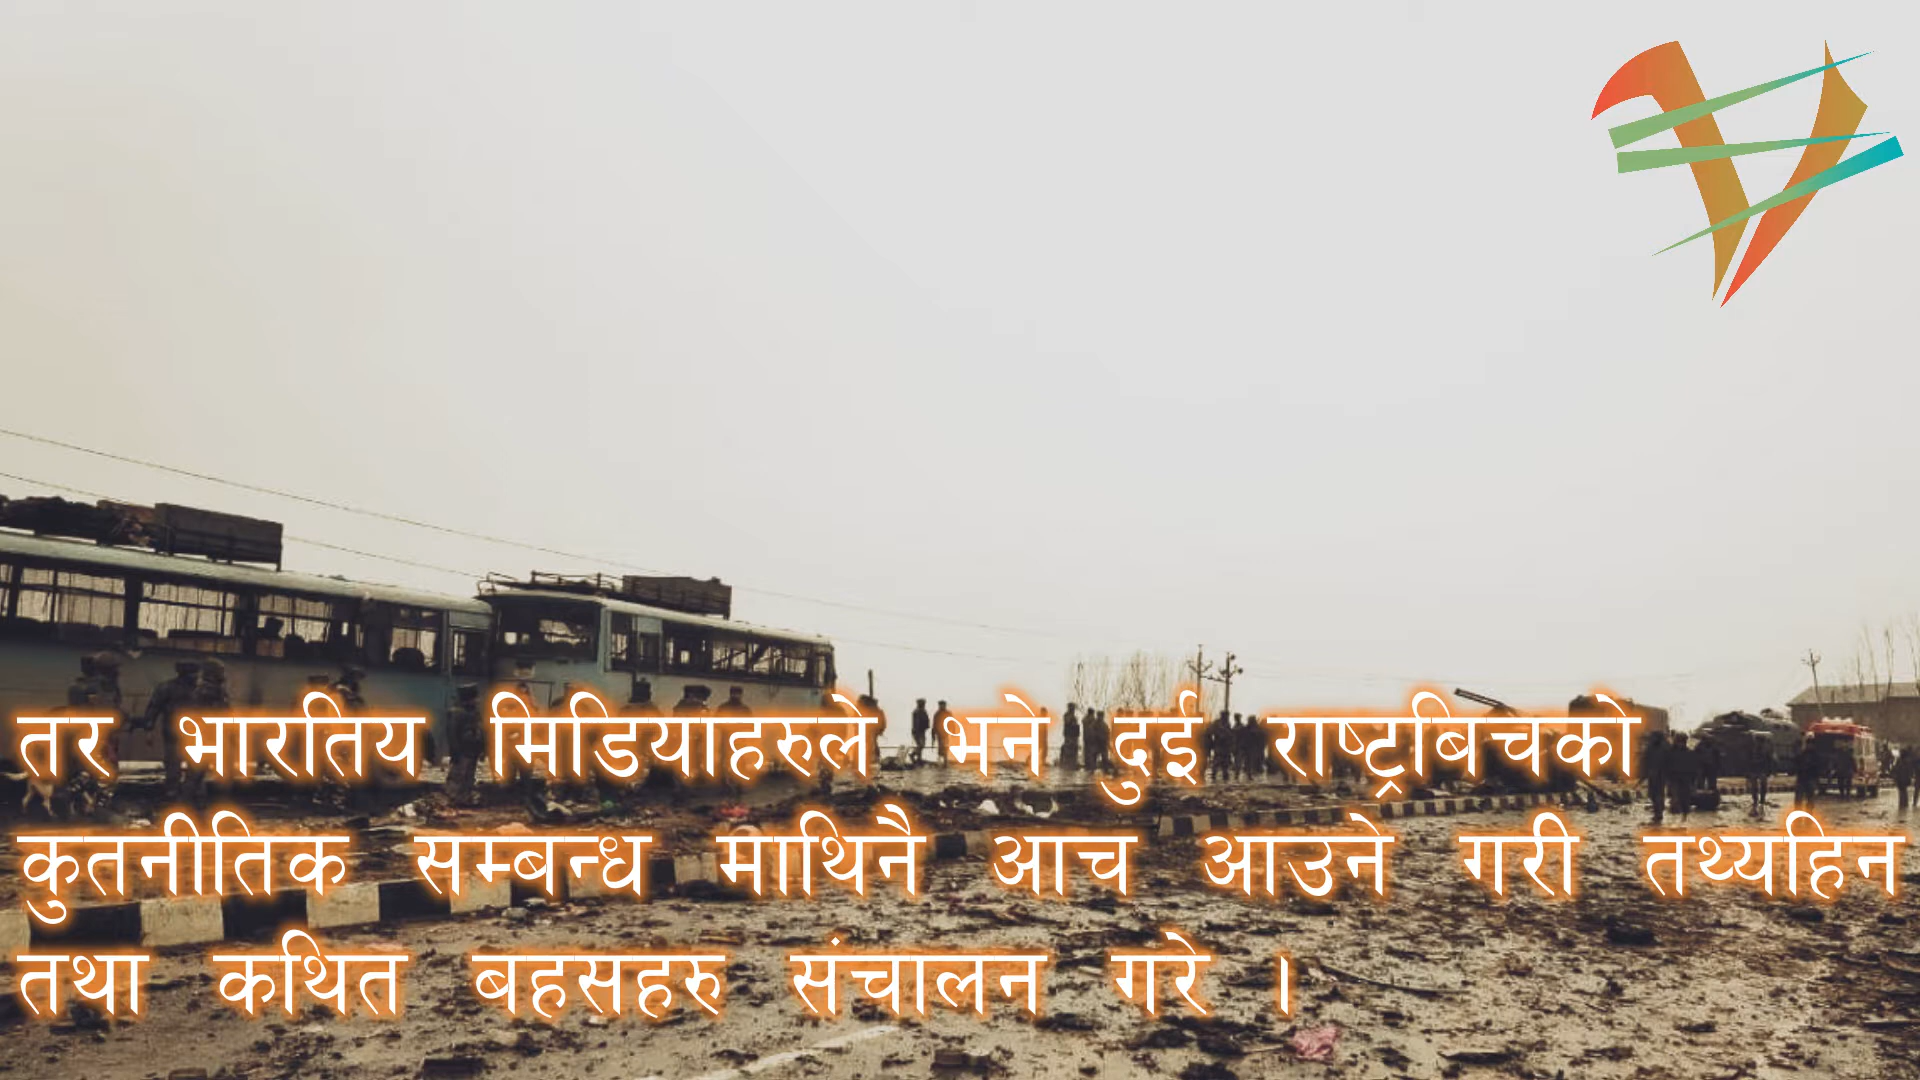 तर भारतिय मिडियाहरुले भने दुई राष्ट्रबिचको
कुतनीतिक सम्बन्ध माथिनै आच आउने गरी तथ्यहिन
तथा कथित बहसहरु संचालन गरे ।